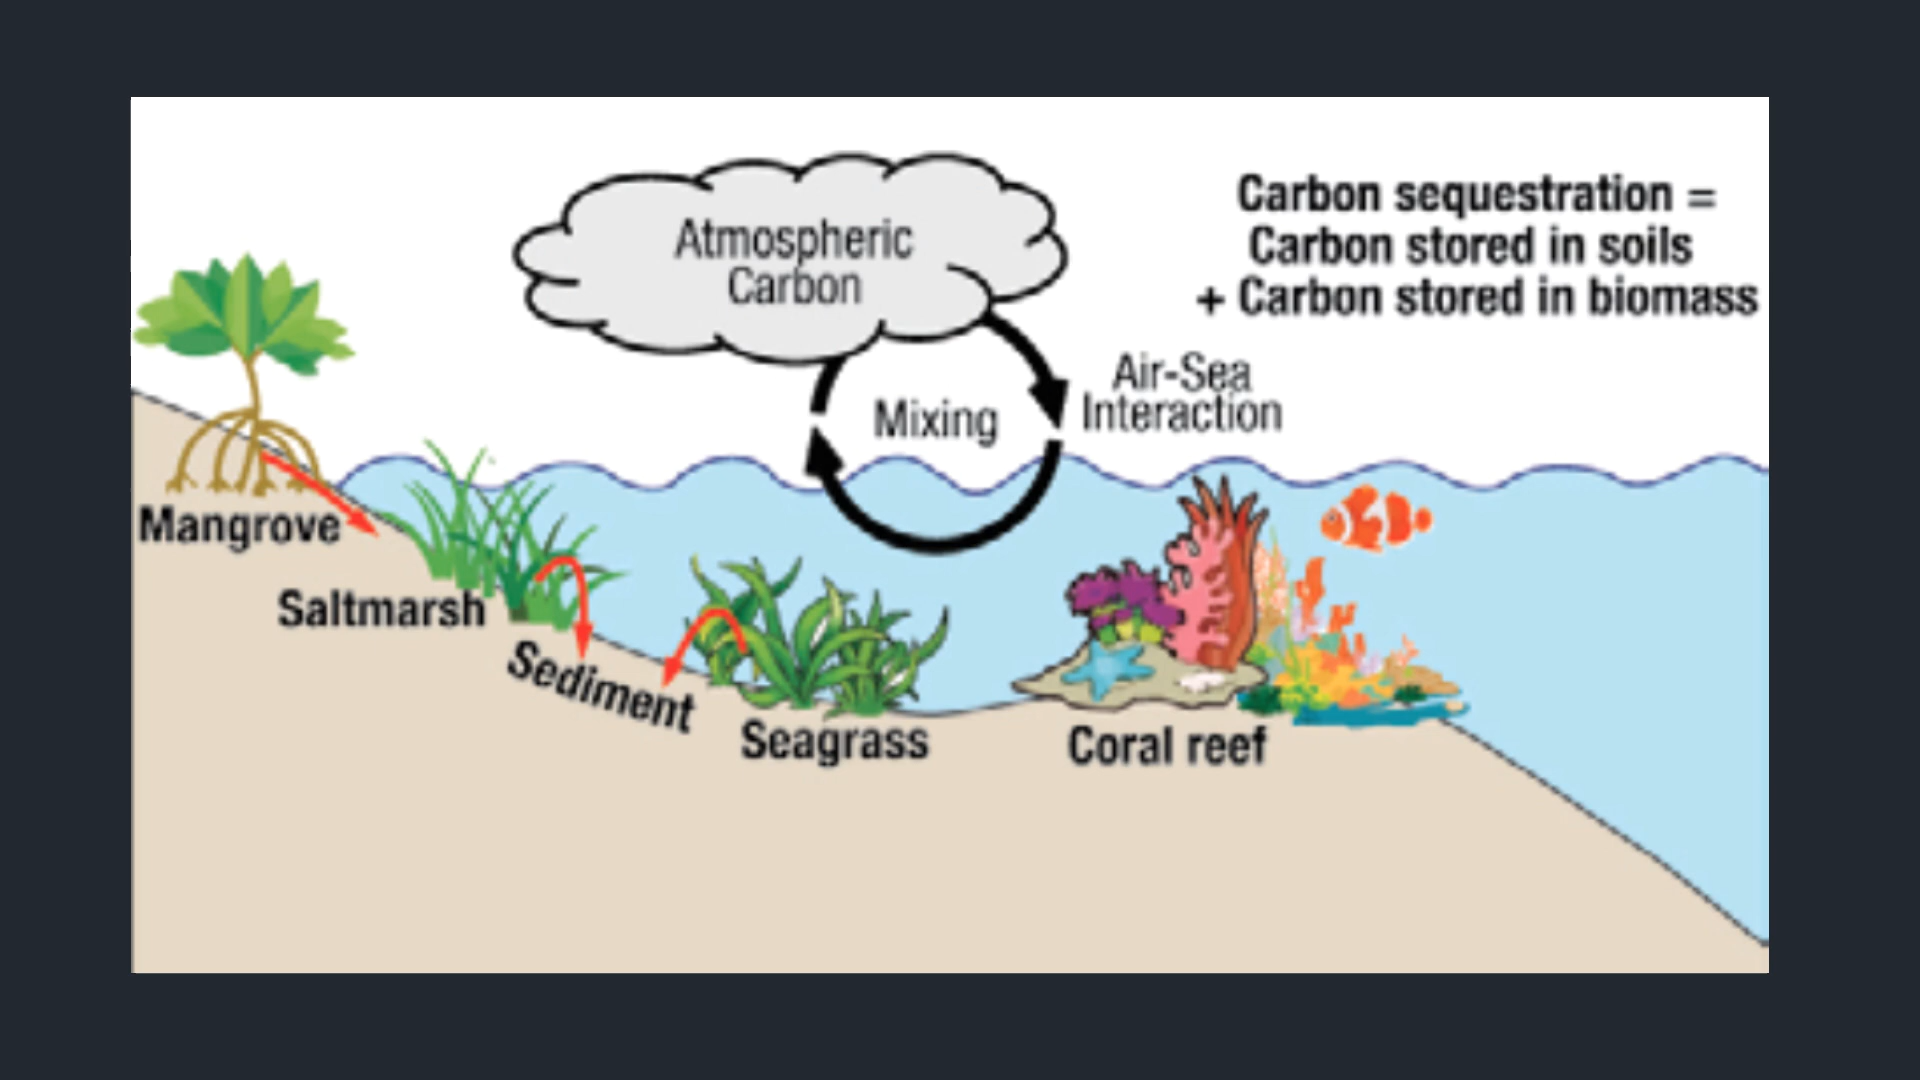 Carbon sequestration =
Carbon stored in soils
+ Carbon stored in biomass
Atmospheric
Carbon
Air-Sea
Interaction
Mixing
Mangrove
Saltmarsh
Sediment
Seagrass
Coral reef